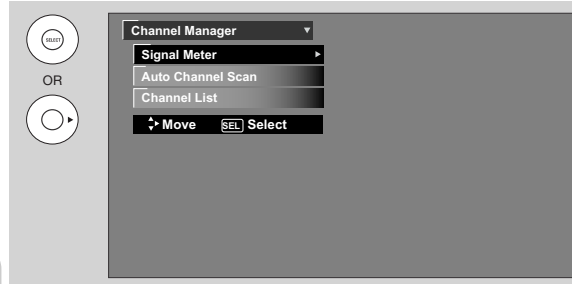 SELECT
OR
Channel Manager
Signal Meter
Auto Channel Scan
Channel List
Move SEL Select